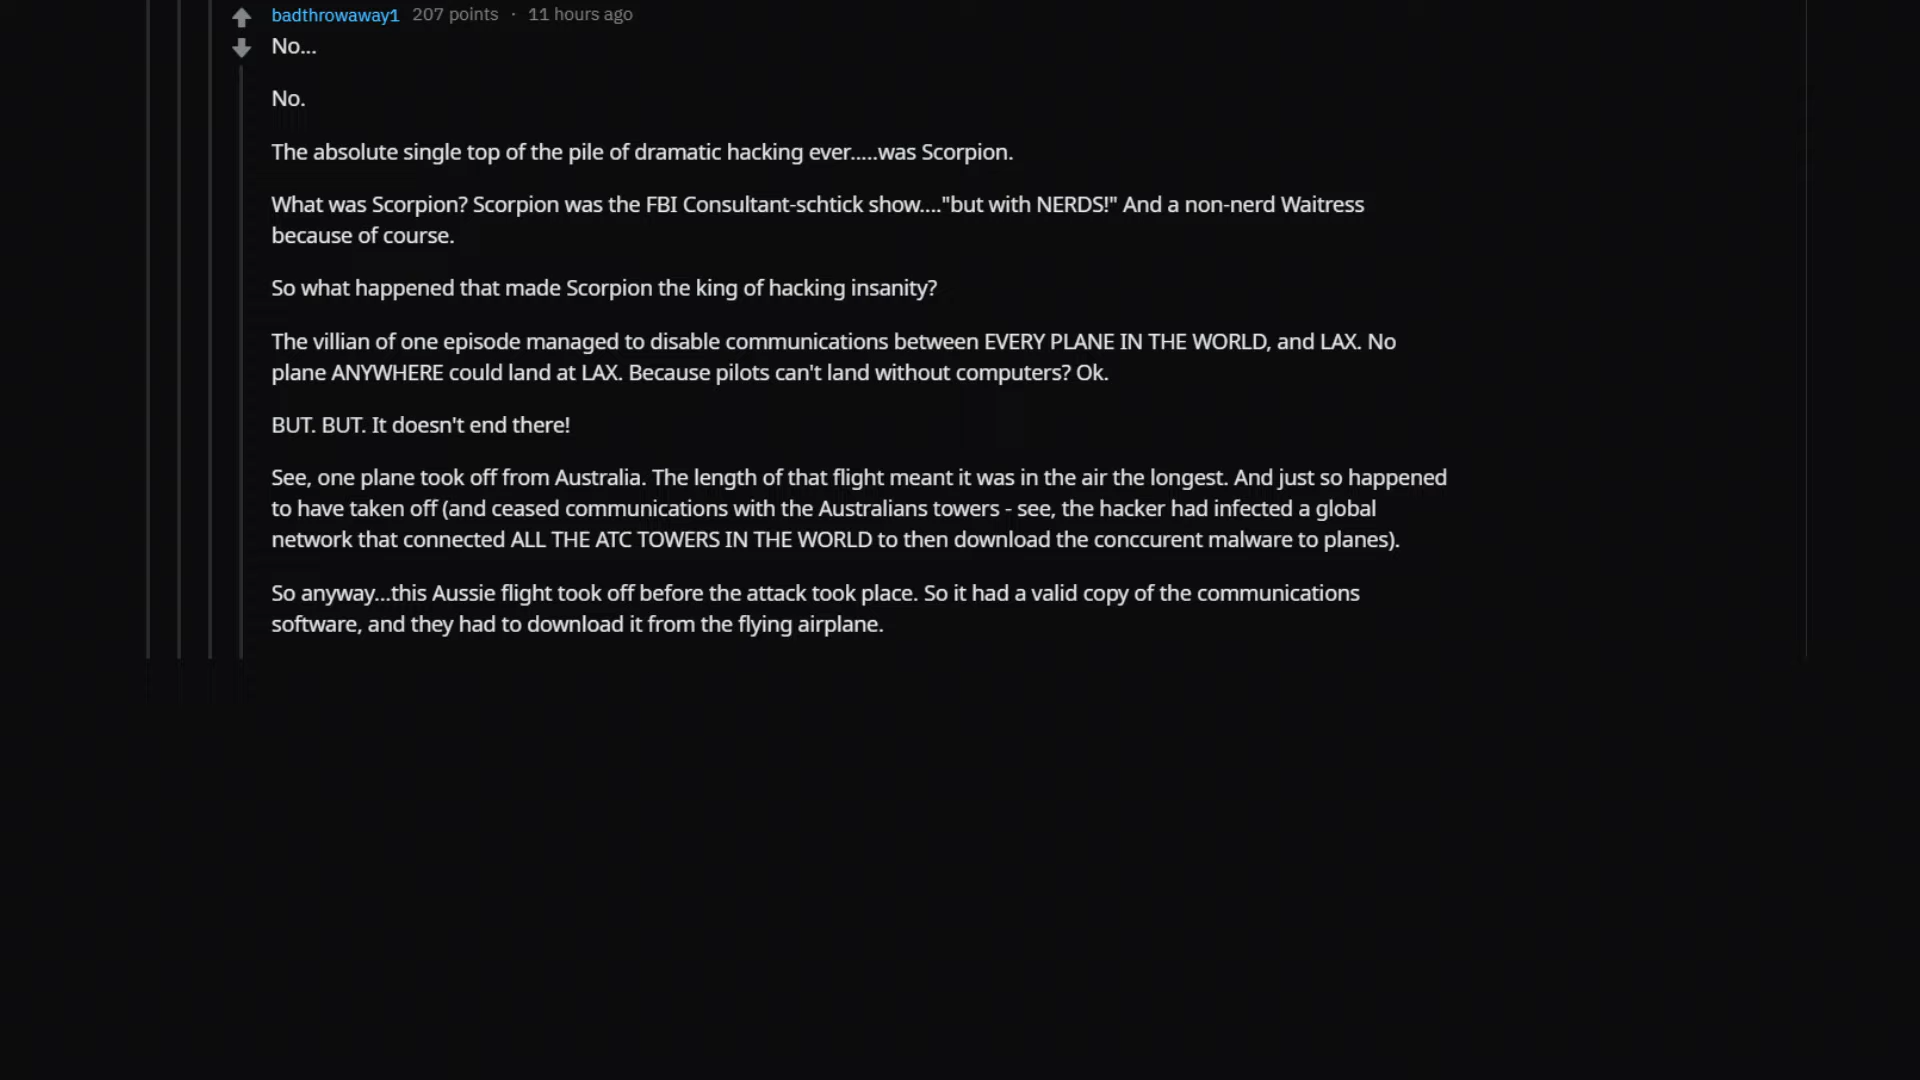 badthrowaway1 207 points · 11 hours ago
No...
No.
The absolute single top of the pile of dramatic hacking ever.....was Scorpion.
What was Scorpion? Scorpion was the FBI Consultant-schtick show...."but with NERDS!" And a non-nerd Waitress
because of course.
So what happened that made Scorpion the king of hacking insanity?
The villian of one episode managed to disable communications between EVERY PLANE IN THE WORLD, and LAX. No
plane ANYWHERE could land at LAX. Because pilots can't land without computers? Ok.
BUT. BUT. It doesn't end there!
See, one plane took off from Australia. The length of that flight meant it was in the air the longest. And just so happened
to have taken off (and ceased communications with the Australians towers - see, the hacker had infected a global
network that connected ALL THE ATC TOWERS IN THE WORLD to then download the conccurent malware to planes).
So anyway...this Aussie flight took off before the attack took place. So it had a valid copy of the communications
software, and they had to download it from the flying airplane.